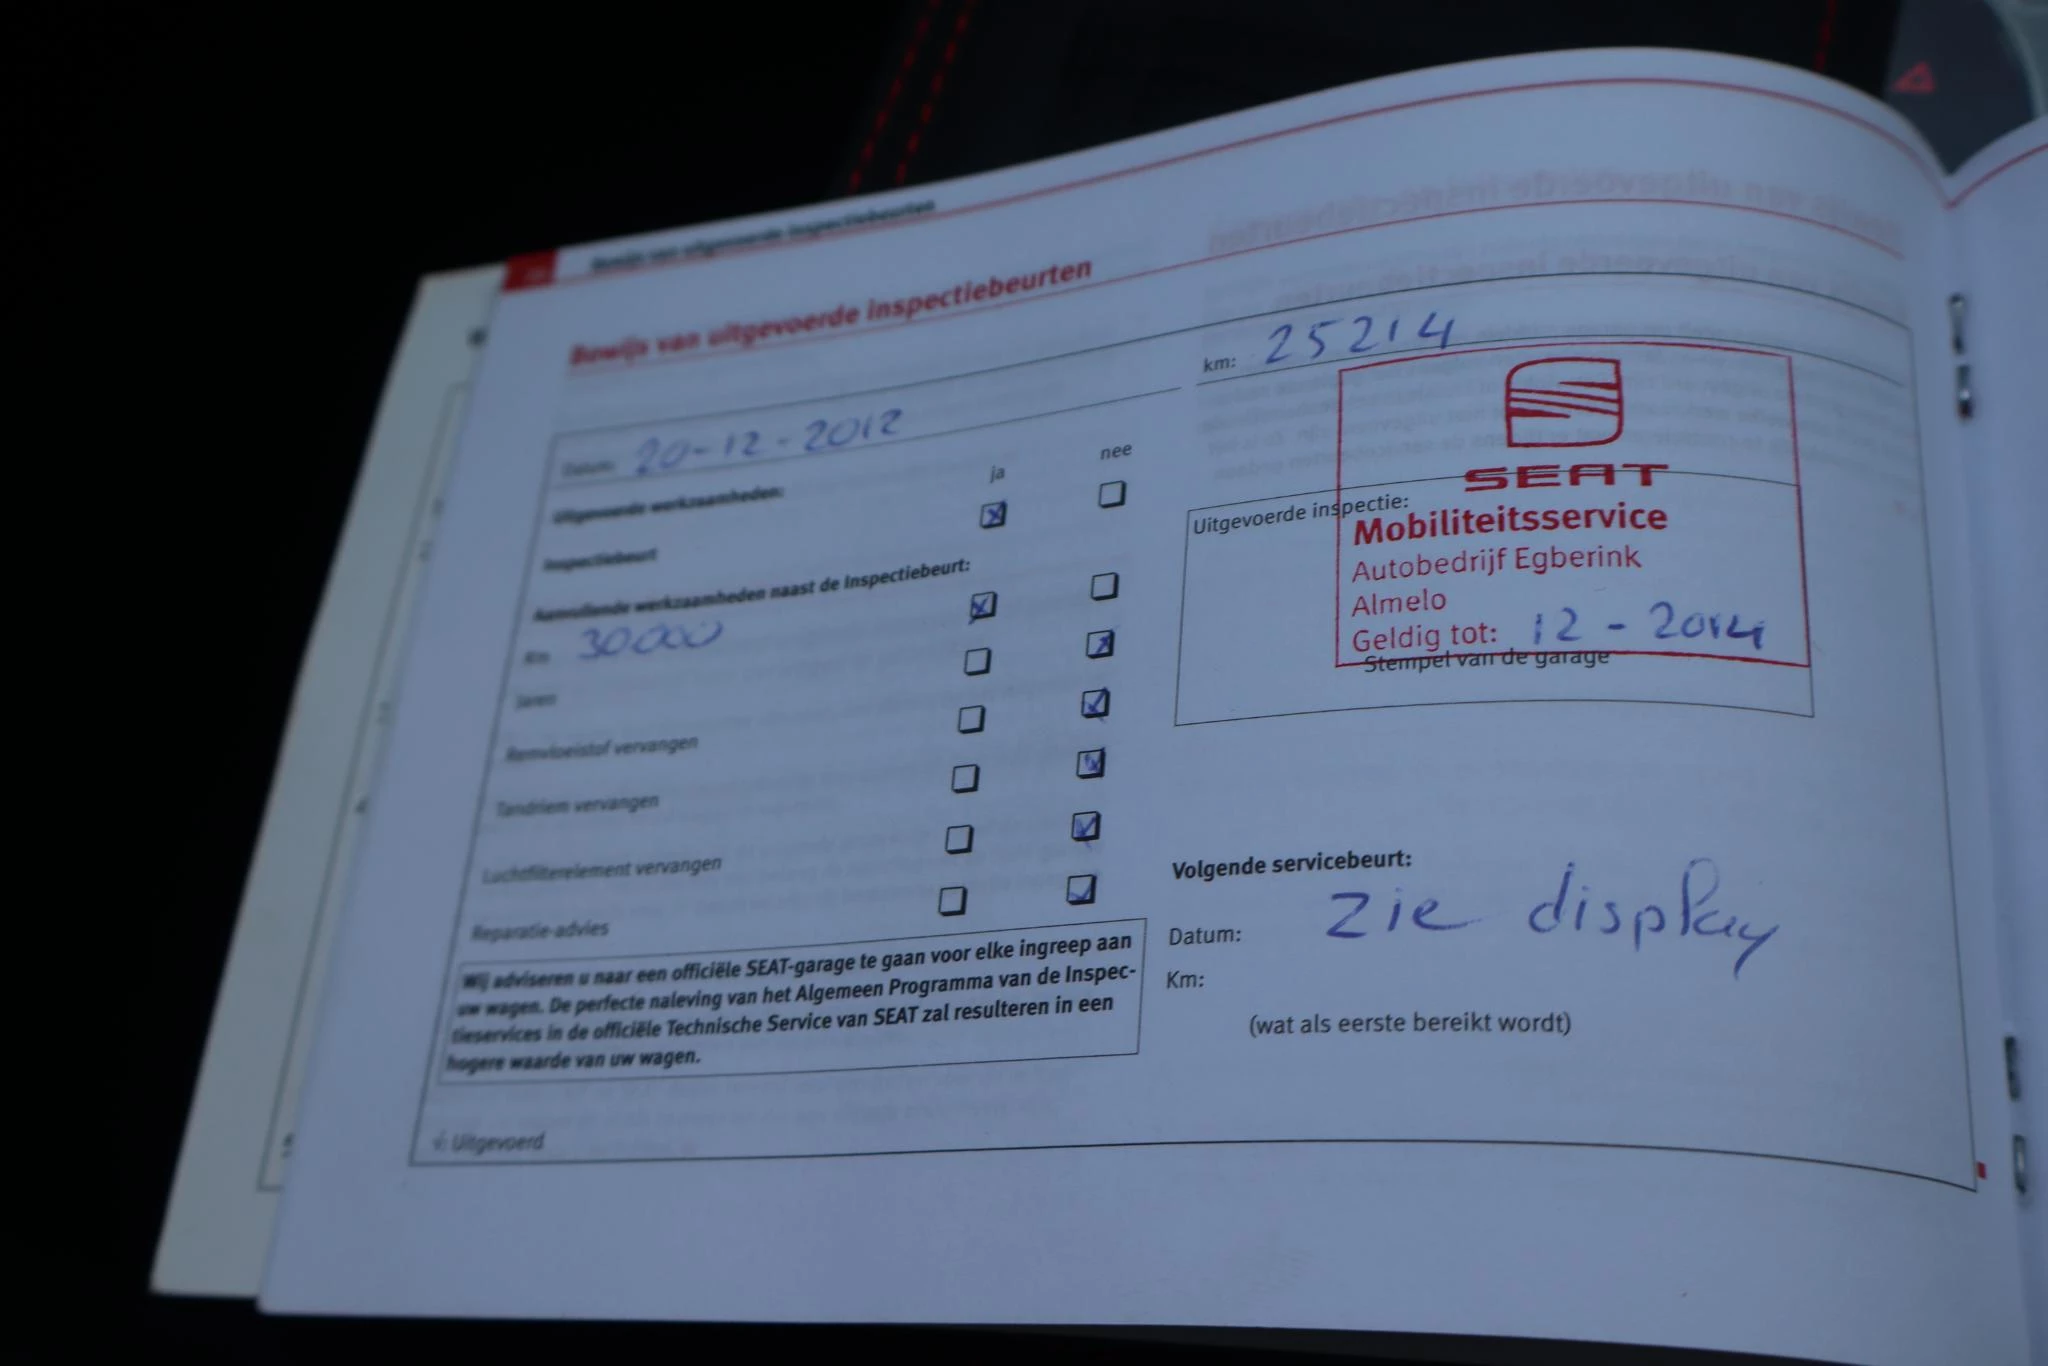 Bewijs van uitgevoerde inspectiebeurten
Bewijs van uitgevoerde inspectiebeurten
Datum: 20-12-2012
km: 25214
ja nee
Uitgevoerde werkzaamheden:
Inspectiebeurt
Aanvullende werkzaamheden naast de Inspectiebeurt:
Km 30000
Jaren
Remvloeistof vervangen
Tandriem vervangen
Luchtfilterelement vervangen
Reparatie-advies
Wij adviseren u naar een officiële SEAT-garage te gaan voor elke ingreep aan
uw wagen. De perfecte naleving van het Algemeen Programma van de Inspec-
tieservices in de officiële Technische Service van SEAT zal resulteren in een
hogere waarde van uw wagen.
√: Uitgevoerd
SEAT
Uitgevoerde inspectie:
Mobiliteitsservice
Autobedrijf Egberink
Almelo
Geldig tot: 12 - 2014
Stempel van de garage
Volgende servicebeurt:
Datum: zie display
Km:
(wat als eerste bereikt wordt)